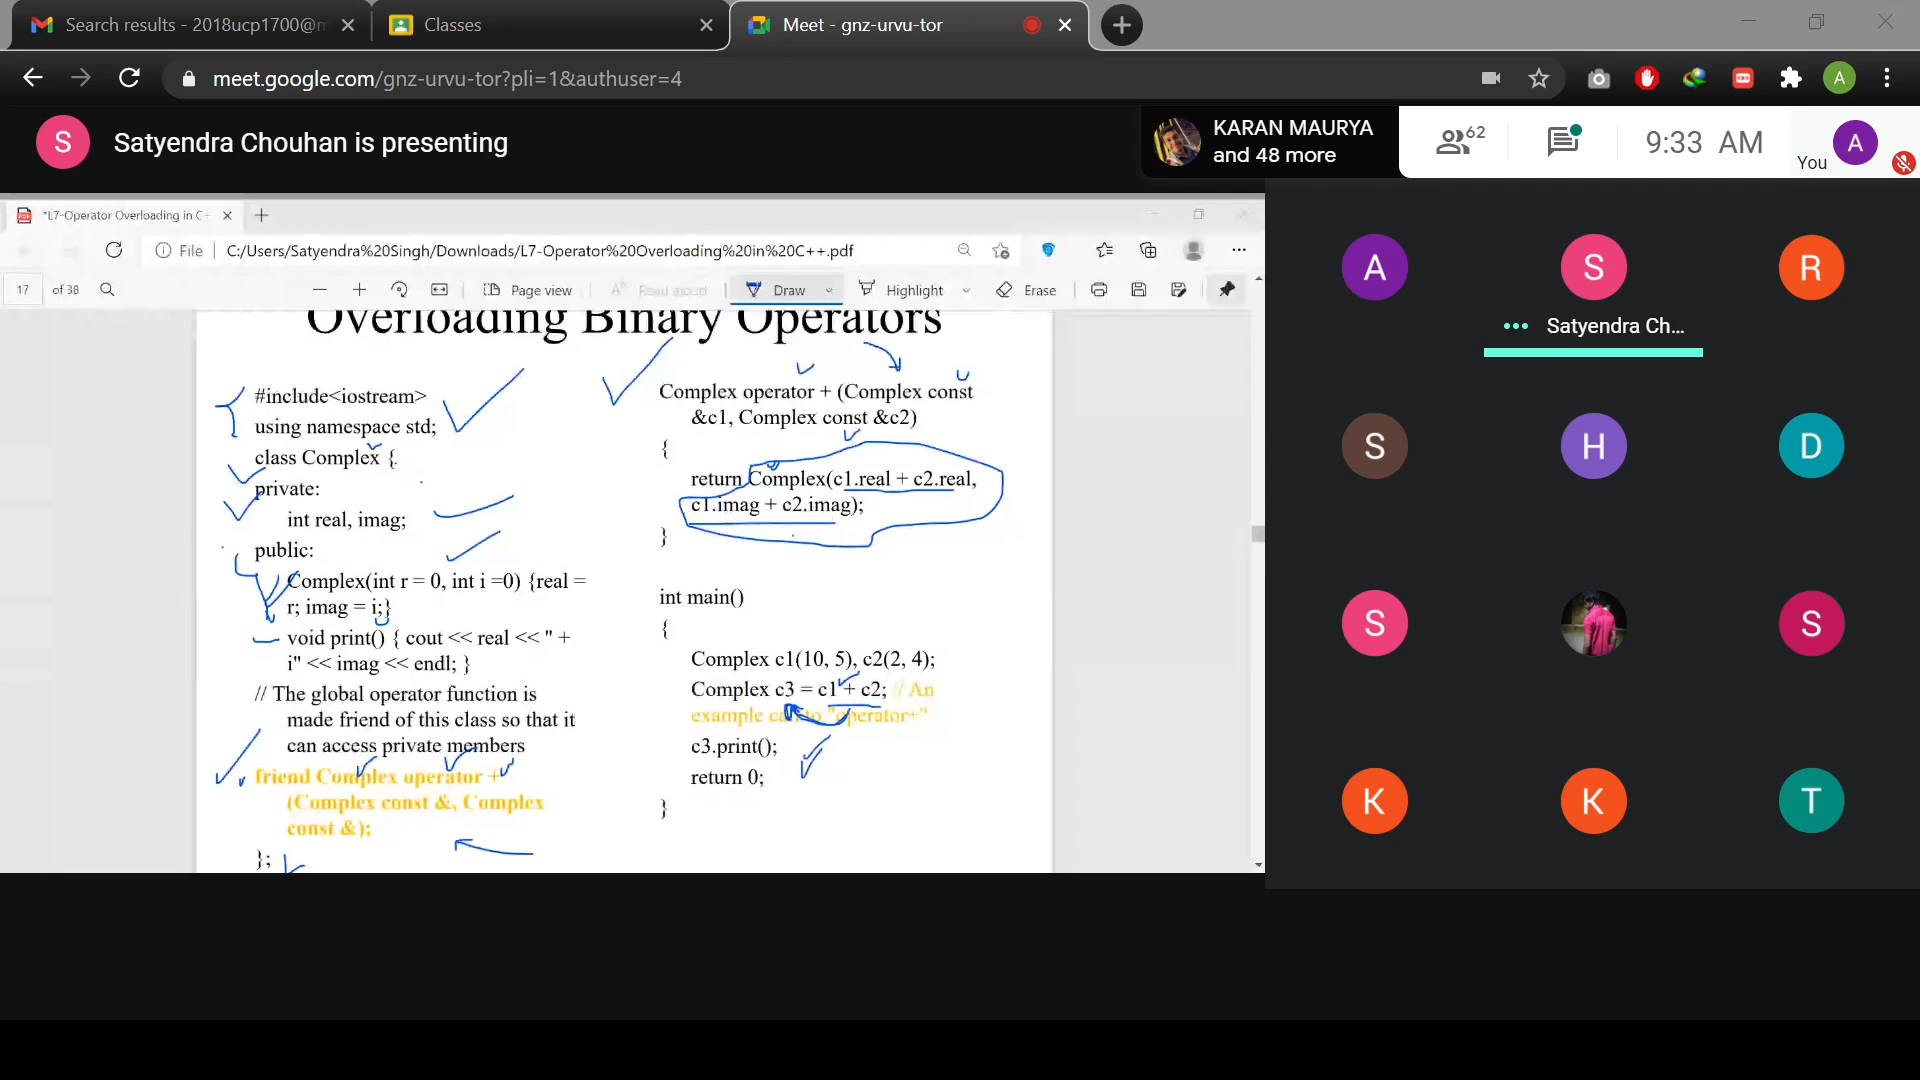 Search results - 2018ucp1700@m
Classes
Meet - gnz-urvu-tor
meet.google.com/gnz-urvu-tor?pli=1&authuser=4
A
S
Satyendra Chouhan is presenting
KARAN MAURYA
and 48 more
62
9:33 AM
You
A
*L7-Operator Overloading in C+
File
C:/Users/Satyendra%20Singh/Downloads/L7-Operator%20Overloading%20in%20C++.pdf
17 of 38
Page view
Read aloud
Draw
Highlight
Erase
Overloading Binary Operators
#include<iostream>
using namespace std;
class Complex {
private:
int real, imag;
public:
Complex(int r = 0, int i =0) {real =
r; imag = i;}
void print() { cout << real << " +
i" << imag << endl; }
// The global operator function is
made friend of this class so that it
can access private members
friend Complex operator +
(Complex const &, Complex
const &);
};
Complex operator + (Complex const
&c1, Complex const &c2)
{
return Complex(c1.real + c2.real,
c1.imag + c2.imag);
}
int main()
{
Complex c1(10, 5), c2(2, 4);
Complex c3 = c1 + c2; // An
example call to "operator+"
c3.print();
return 0;
}
A
S
R
Satyendra Ch...
S
H
D
S
S
K
K
T